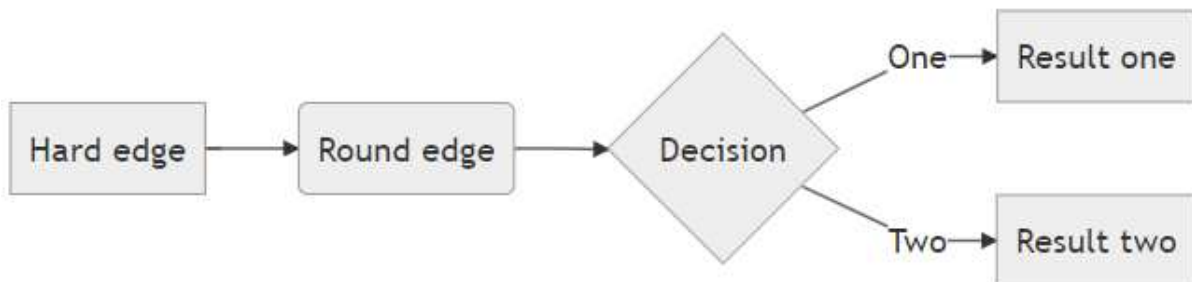 Hard edge
Round edge
Decision
One
Result one
Two
Result two